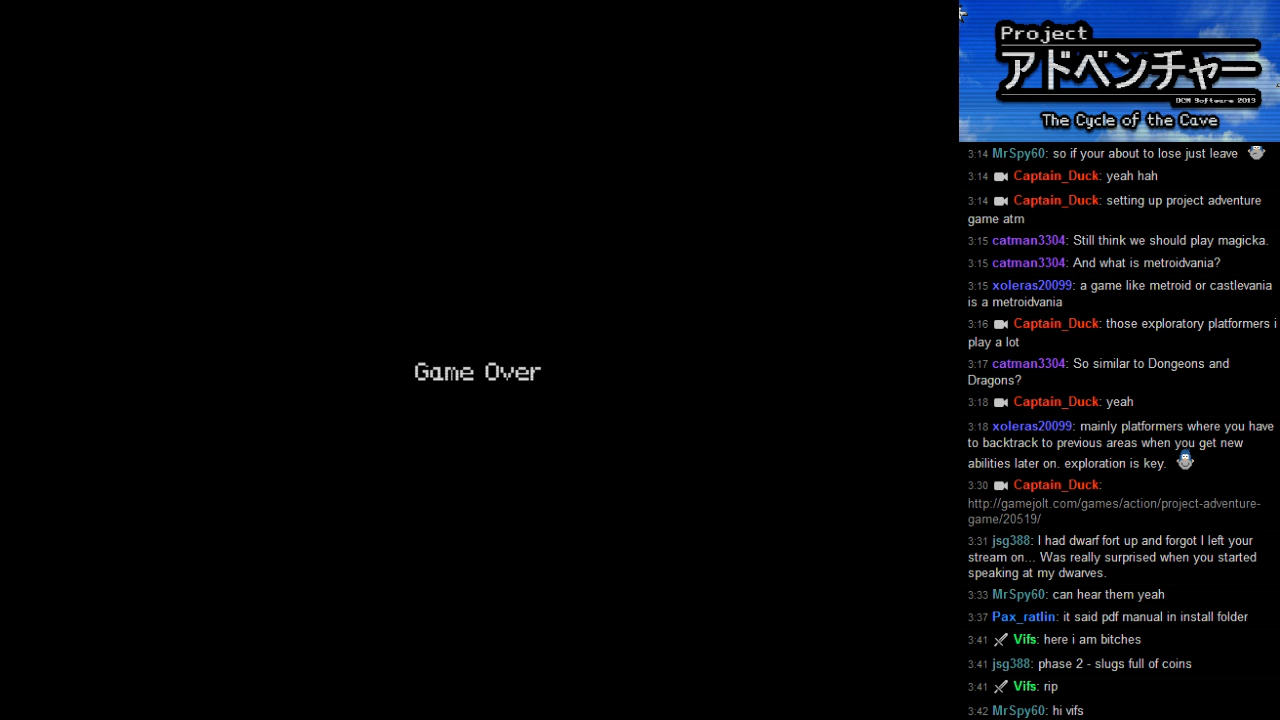 Project
アドベンチャー
DCM Software 2013
The Cycle of the Cave
Game Over
3:14 MrSpy60: so if your about to lose just leave
3:14 Captain_Duck: yeah hah
3:14 Captain_Duck: setting up project adventure
game atm
3:15 catman3304: Still think we should play magicka.
3:15 catman3304: And what is metroidvania?
3:15 xoleras20099: a game like metroid or castlevania
is a metroidvania
3:16 Captain_Duck: those exploratory platformers i
play a lot
3:17 catman3304: So similar to Dongeons and
Dragons?
3:18 Captain_Duck: yeah
3:18 xoleras20099: mainly platformers where you have
to backtrack to previous areas when you get new
abilities later on. exploration is key.
3:30 Captain_Duck:
http://gamejolt.com/games/action/project-adventure-
game/20519/
3:31 jsg388: I had dwarf fort up and forgot I left your
stream on... Was really surprised when you started
speaking at my dwarves.
3:33 MrSpy60: can hear them yeah
3:37 Pax_ratlin: it said pdf manual in install folder
3:41 Vifs: here i am bitches
3:41 jsg388: phase 2 - slugs full of coins
3:41 Vifs: rip
3:42 MrSpy60: hi vifs